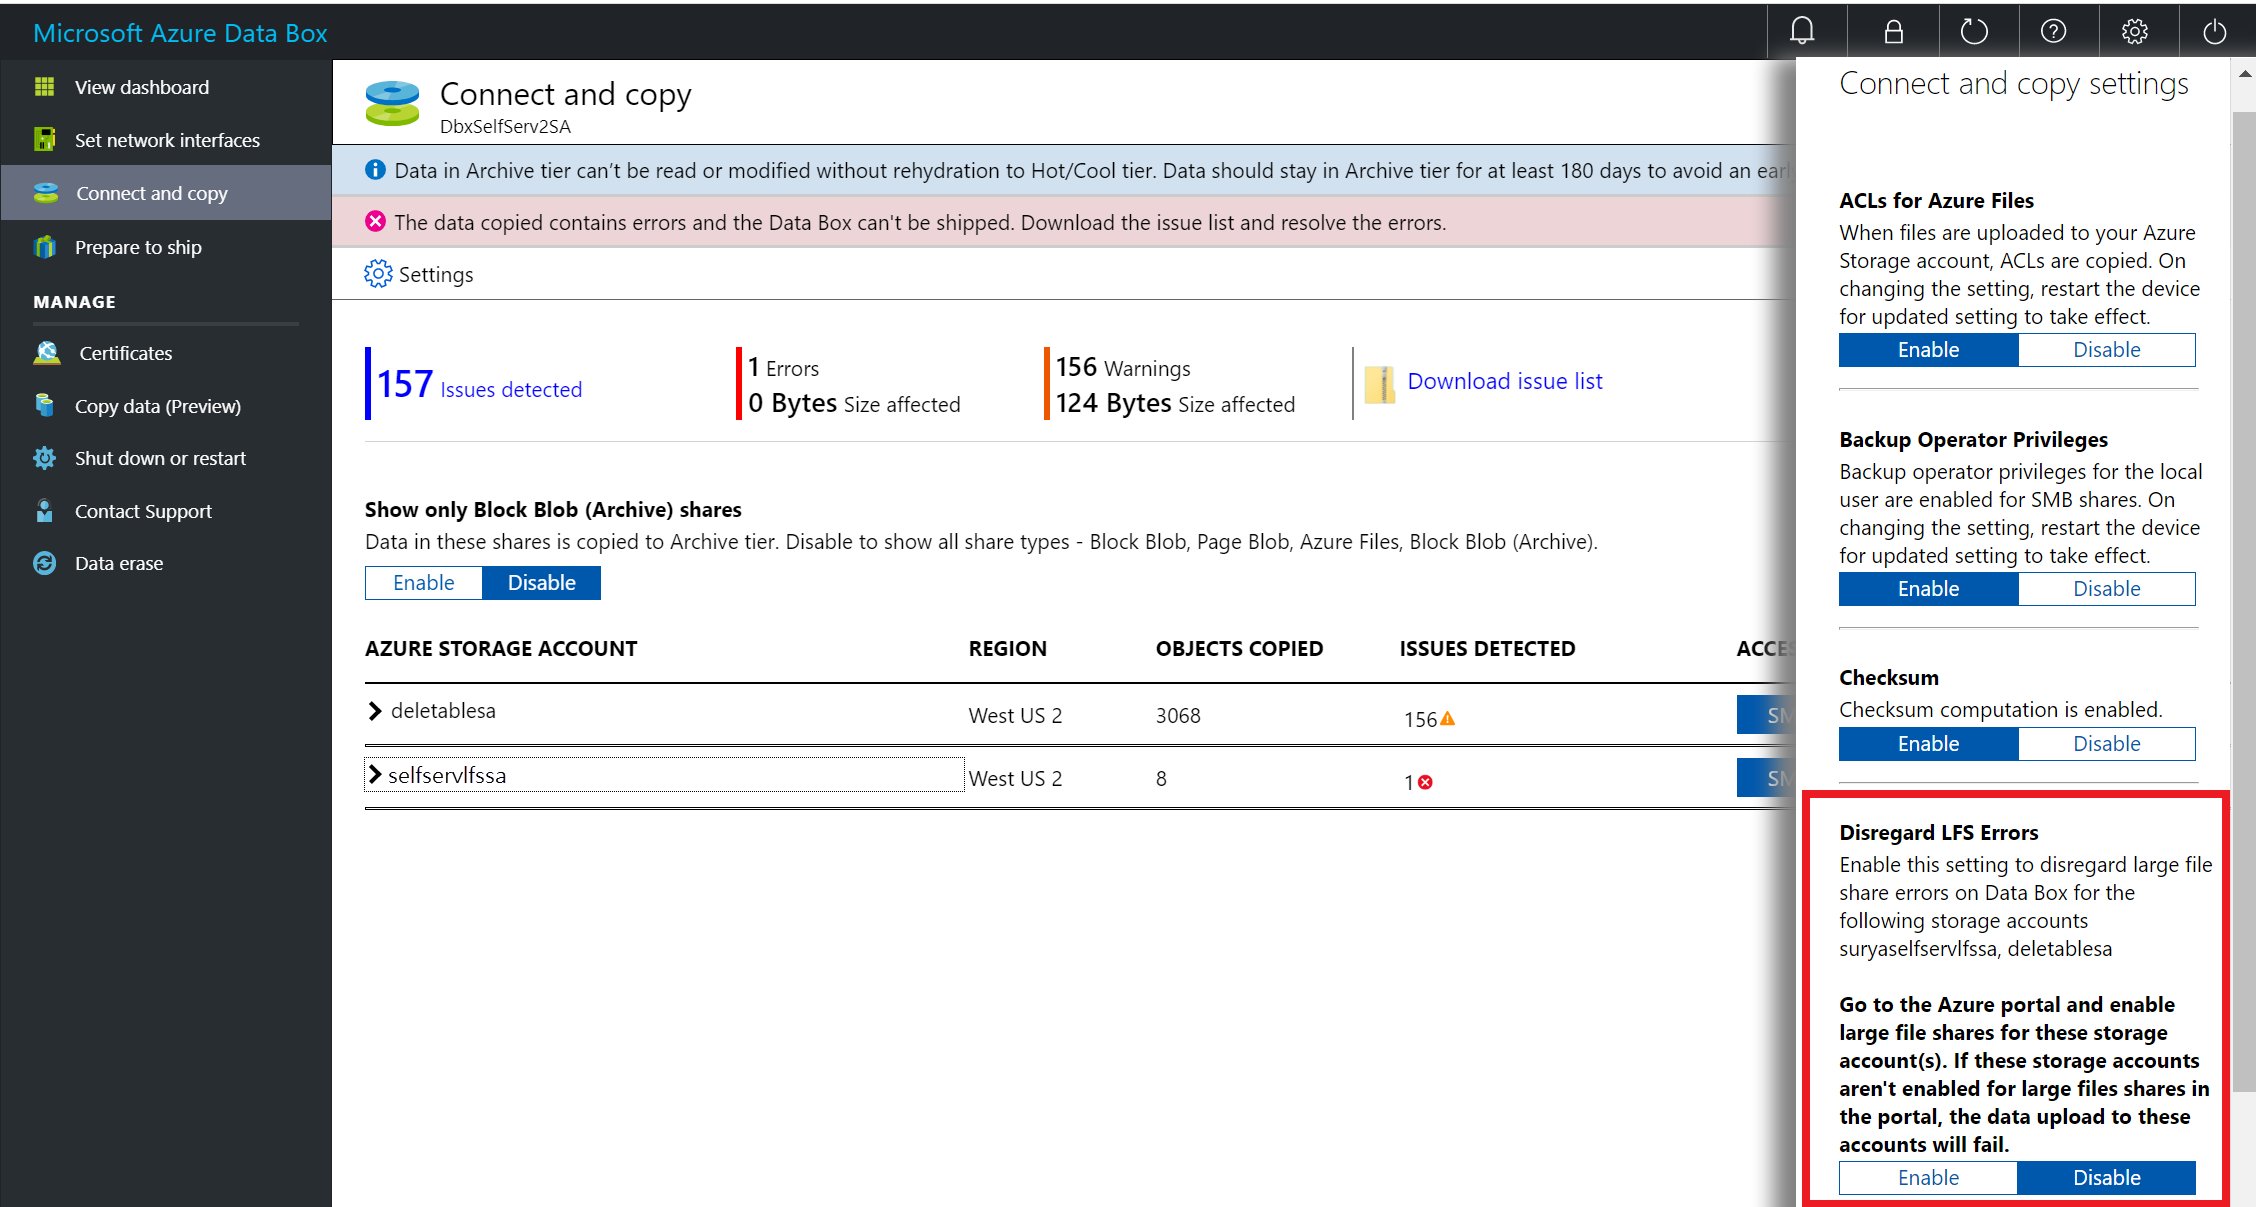 Microsoft Azure Data Box
View dashboard
Set network interfaces
Connect and copy
Prepare to ship
MANAGE
Certificates
Copy data (Preview)
Shut down or restart
Contact Support
Data erase
Connect and copy
DbxSelfServ2SA
Data in Archive tier can't be read or modified without rehydration to Hot/Cool tier. Data should stay in Archive tier for at least 180 days to avoid an
The data copied contains errors and the Data Box can't be shipped. Download the issue list and resolve the errors.
Settings
157 Issues detected
1 Errors
0 Bytes Size affected
156 Warnings
124 Bytes Size affected
Download issue list
Show only Block Blob (Archive) shares
Data in these shares is copied to Archive tier. Disable to show all share types - Block Blob, Page Blob, Azure Files, Block Blob (Archive).
Enable Disable
AZURE STORAGE ACCOUNT REGION OBJECTS COPIED ISSUES DETECTED
deletablesa West US 2 3068 156
selfservlfssa West US 2 8 1
Connect and copy settings
ACLs for Azure Files
When files are uploaded to your Azure
Storage account, ACLs are copied. On
changing the setting, restart the device
for updated setting to take effect.
Enable Disable
Backup Operator Privileges
Backup operator privileges for the local
user are enabled for SMB shares. On
changing the setting, restart the device
for updated setting to take effect.
Enable Disable
Checksum
Checksum computation is enabled.
Enable Disable
Disregard LFS Errors
Enable this setting to disregard large file
share errors on Data Box for the
following storage accounts
suryaselfservlfssa, deletablesa
Go to the Azure portal and enable
large file shares for these storage
account(s). If these storage accounts
aren't enabled for large files shares in
the portal, the data upload to these
accounts will fail.
Enable Disable